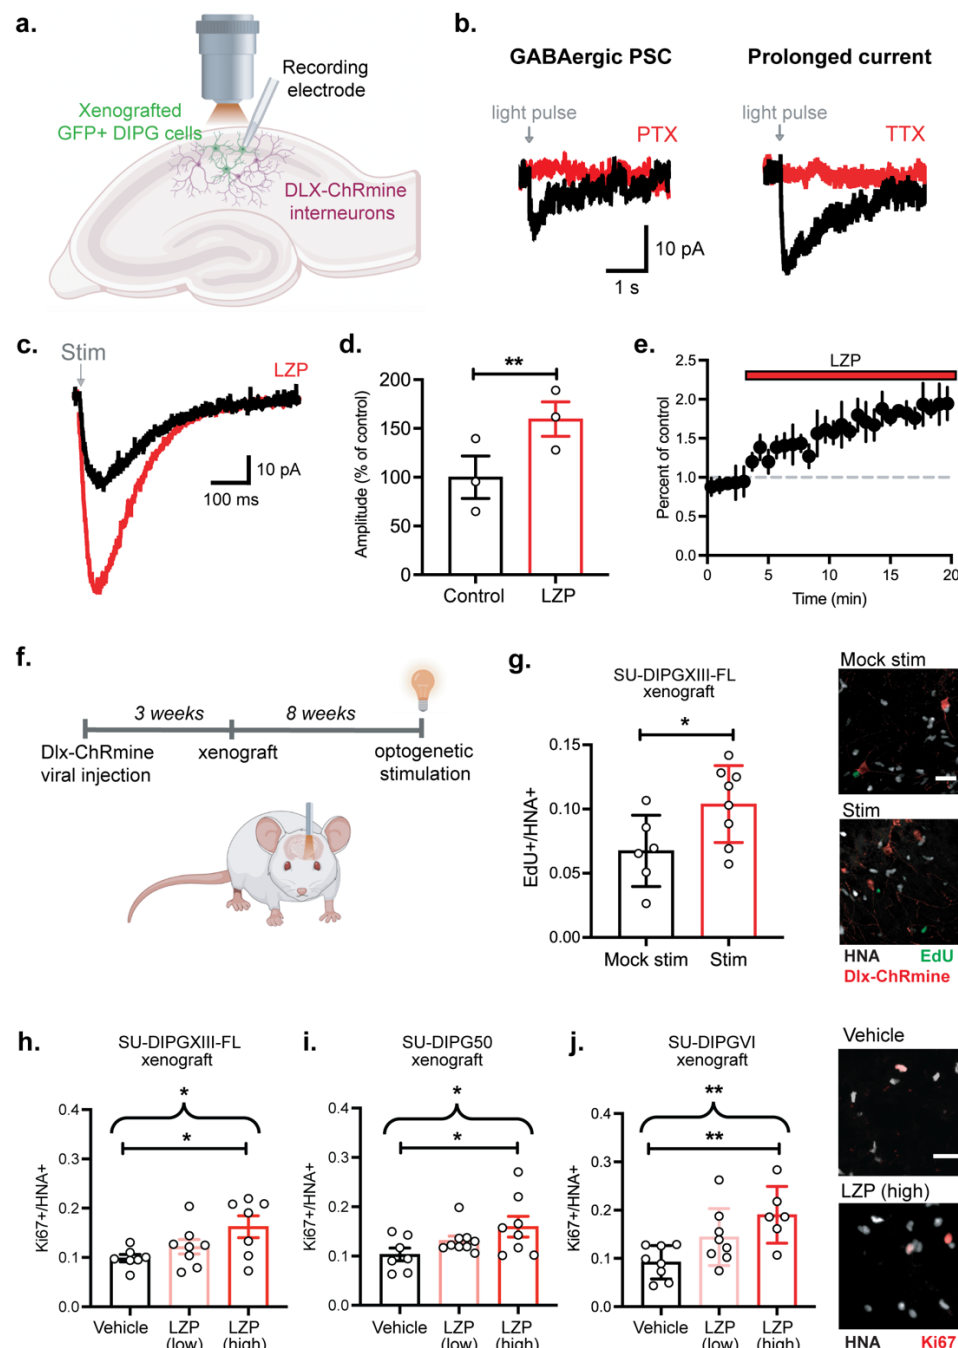 a.
Recording
electrode
Xenografted
GFP+ DIPG cells
DLX-ChRmine
interneurons
b.
GABAergic PSC
Prolonged current
light pulse
PTX
light pulse
TTX
10 pA
1 s
c.
Stim
LZP
10 pA
100 ms
d.
**
Amplitude (% of control)
200
150
100
50
0
Control
LZP
e.
LZP
Percent of control
2.5
2.0
1.5
1.0
0.5
0.0
0
5
10
15
20
Time (min)
f.
3 weeks
8 weeks
Dlx-ChRmine
viral injection
xenograft
optogenetic
stimulation
g.
SU-DIPGXIII-FL
xenograft
*
EdU+/HNA+
0.15
0.10
0.05
0.00
Mock stim
Stim
Mock stim
Stim
HNA
EdU
Dlx-ChRmine
h.
SU-DIPGXIII-FL
xenograft
*
*
Ki67+/HNA+
0.4
0.3
0.2
0.1
0.0
Vehicle
LZP
(low)
LZP
(high)
i.
SU-DIPG50
xenograft
*
*
Ki67+/HNA+
0.4
0.3
0.2
0.1
0.0
Vehicle
LZP
(low)
LZP
(high)
j.
SU-DIPGVI
xenograft
**
**
Ki67+/HNA+
0.4
0.3
0.2
0.1
0.0
Vehicle
LZP
(low)
LZP
(high)
Vehicle
LZP (high)
HNA
Ki67